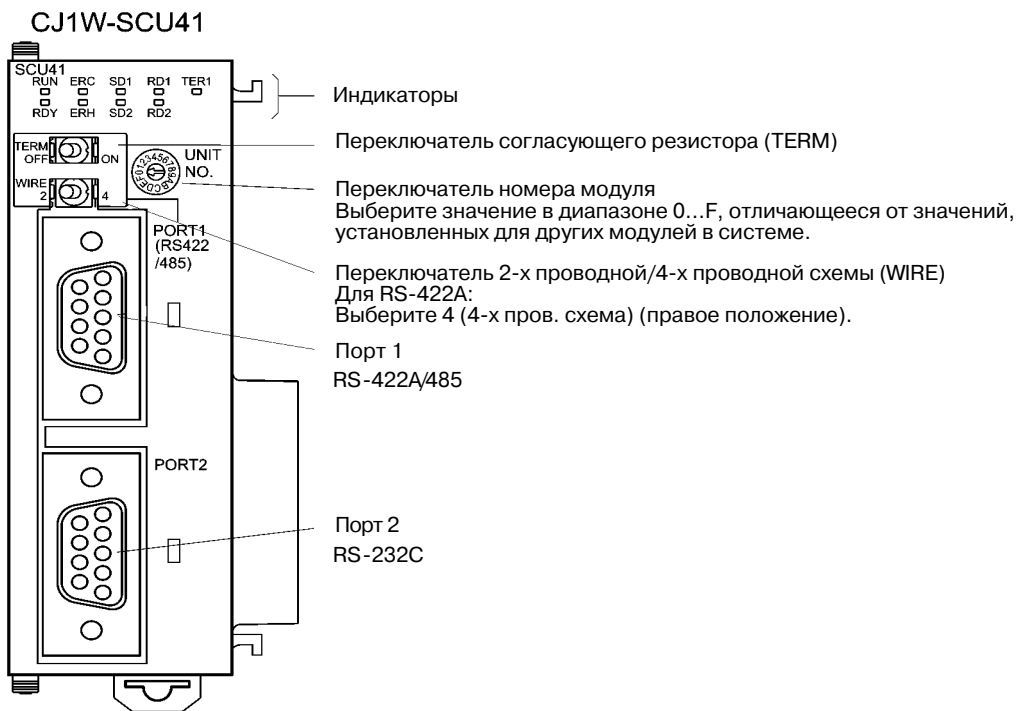 CJ1W-SCU41
SCU41
RUN ERC SD1 RD1 TER1
RDY ERH SD2 RD2
Индикаторы
TERM
OFF ON
Переключатель согласующего резистора (TERM)
0123456789ABCDEF
UNIT
NO.
WIRE
2 4
Переключатель номера модуля
Выберите значение в диапазоне 0...F, отличающееся от значений,
установленных для других модулей в системе.
PORT1
(RS422
/485)
Переключатель 2-х проводной/4-х проводной схемы (WIRE)
Для RS-422A:
Выберите 4 (4-х пров. схема) (правое положение).
Порт 1
RS-422A/485
PORT2
Порт 2
RS-232C